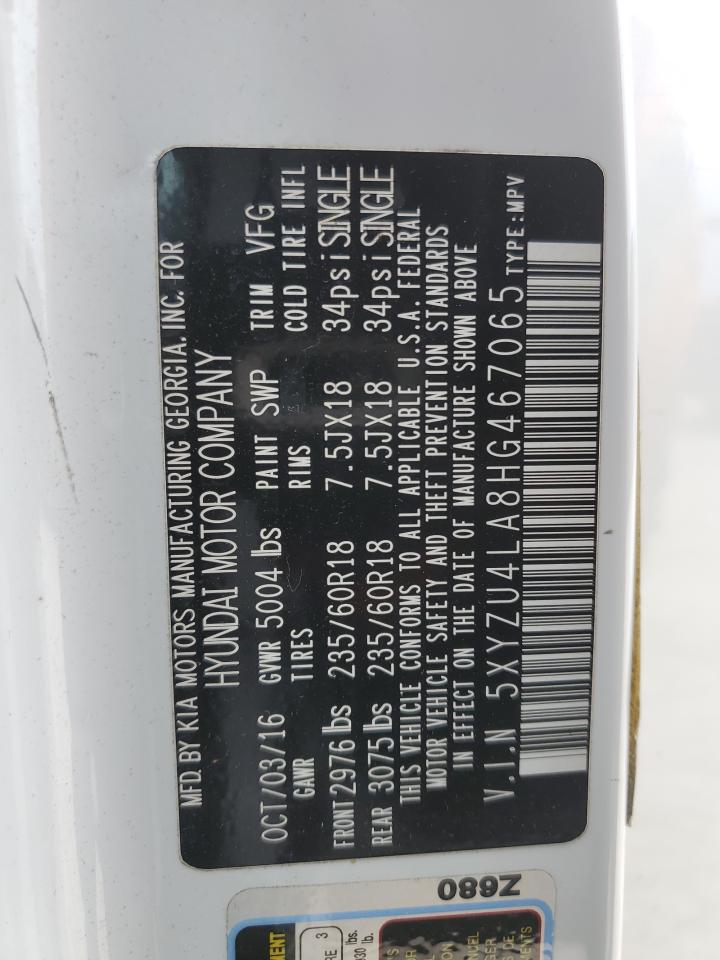 MFD. BY KIA MOTORS MANUFACTURING GEORGIA, INC. FOR
HYUNDAI MOTOR COMPANY
OCT/03/16 GVWR 5004 lbs PAINT SWP TRIM VFG
GAWR TIRES RIMS COLD TIRE INFL
FRONT 2976 lbs 235/60R18 7.5JX18 34psi SINGLE
REAR 3075 lbs 235/60R18 7.5JX18 34psi SINGLE
THIS VEHICLE CONFORMS TO ALL APPLICABLE U.S.A. FEDERAL
MOTOR VEHICLE SAFETY AND THEFT PREVENTION STANDARDS
IN EFFECT ON THE DATE OF MANUFACTURE SHOWN ABOVE
V.I.N 5XYZU4LA8HG467065 TYPE:MPV
Z680
3
lbs.
lb.